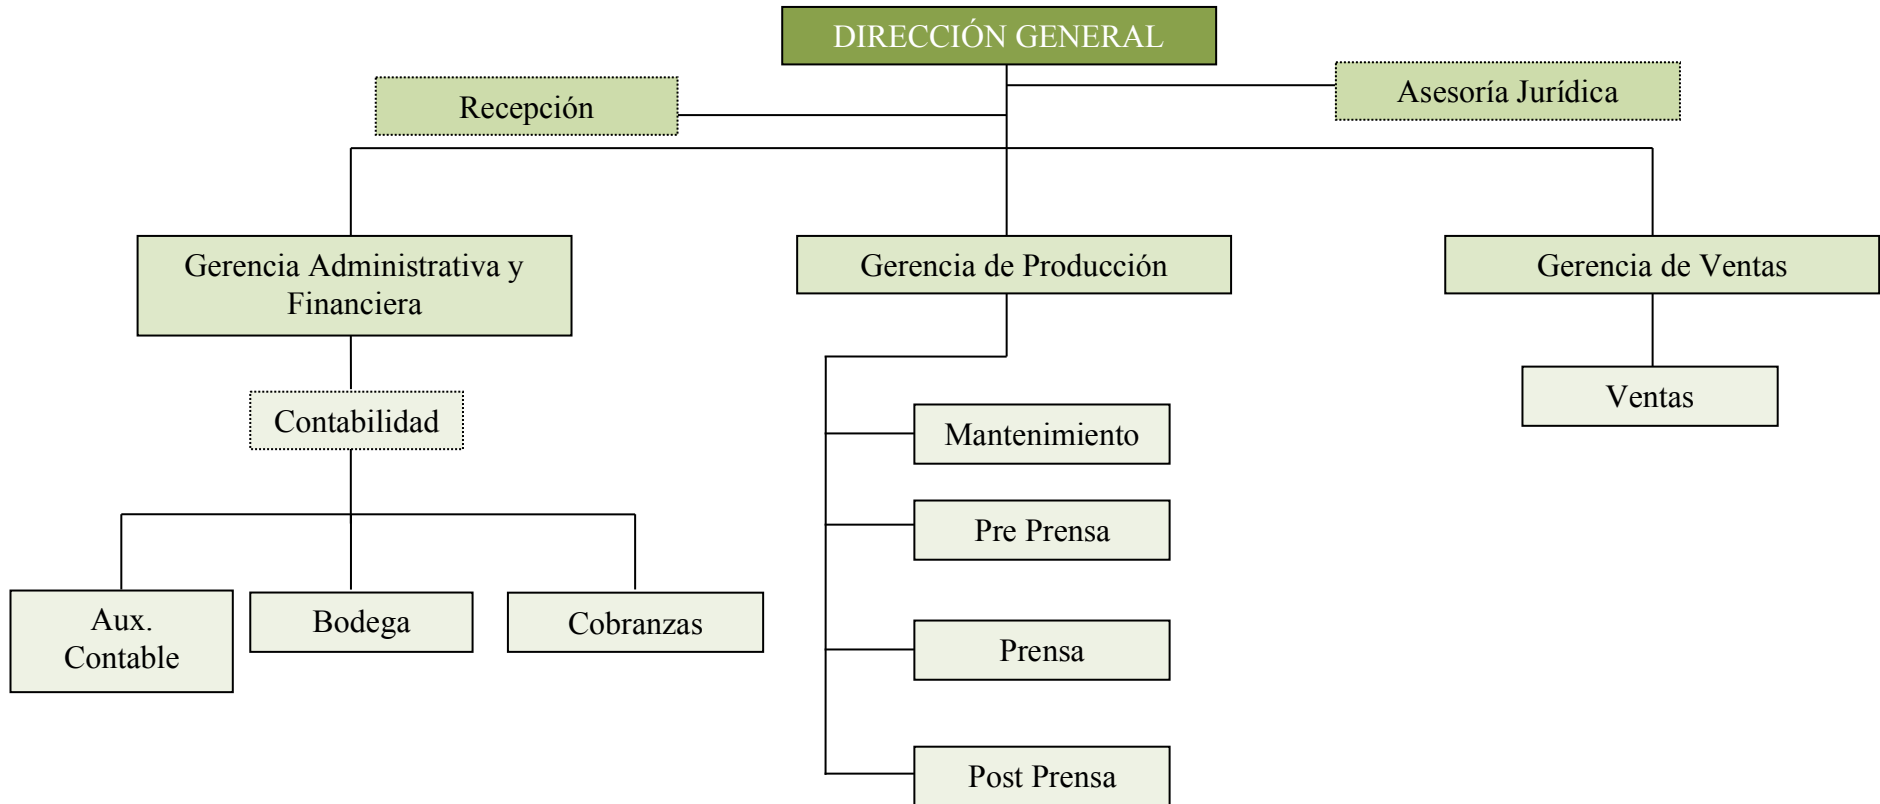 DIRECCIÓN GENERAL
Asesoría Jurídica
Recepción
Gerencia Administrativa y
Financiera
Gerencia de Producción
Gerencia de Ventas
Contabilidad
Ventas
Mantenimiento
Pre Prensa
Aux.
Contable
Bodega
Cobranzas
Prensa
Post Prensa